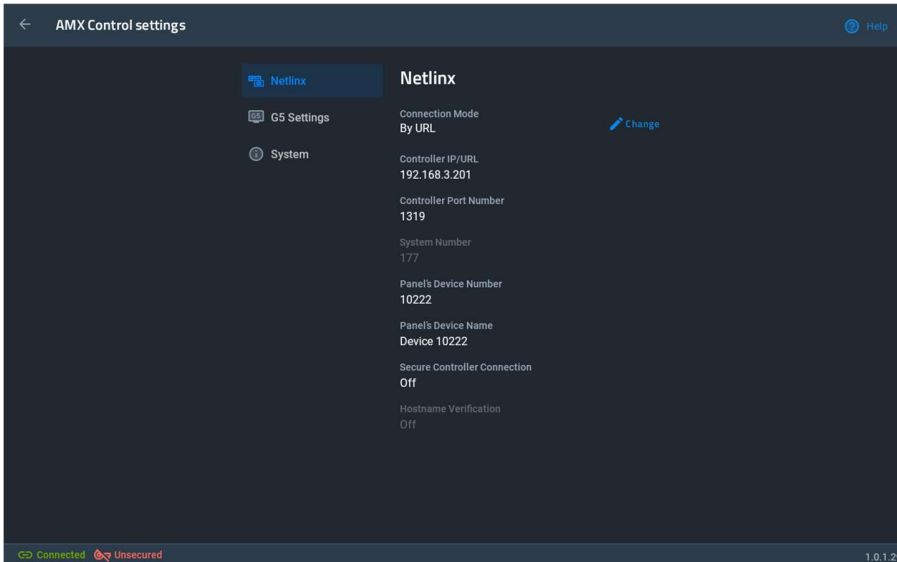 AMX Control settings
Help
Netlinx
G5 Settings
System
Netlinx
Connection Mode
By URL
Change
Controller IP/URL
192.168.3.201
Controller Port Number
1319
System Number
177
Panel's Device Number
10222
Panel's Device Name
Device 10222
Secure Controller Connection
Off
Hostname Verification
Off
Connected
Unsecured